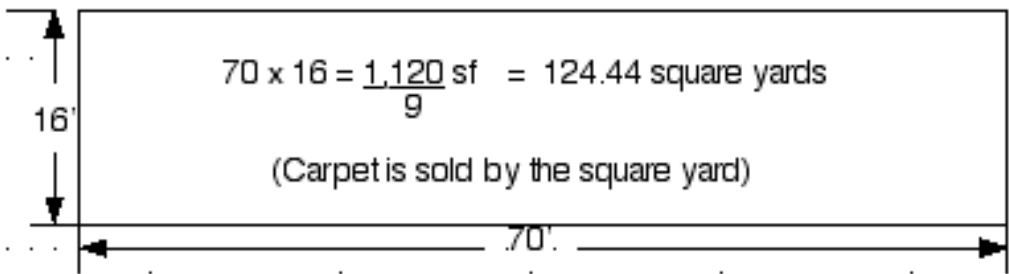 70 x 16 = 1,120 sf = 124.44 square yards
9
16'
(Carpet is sold by the square yard)
70'